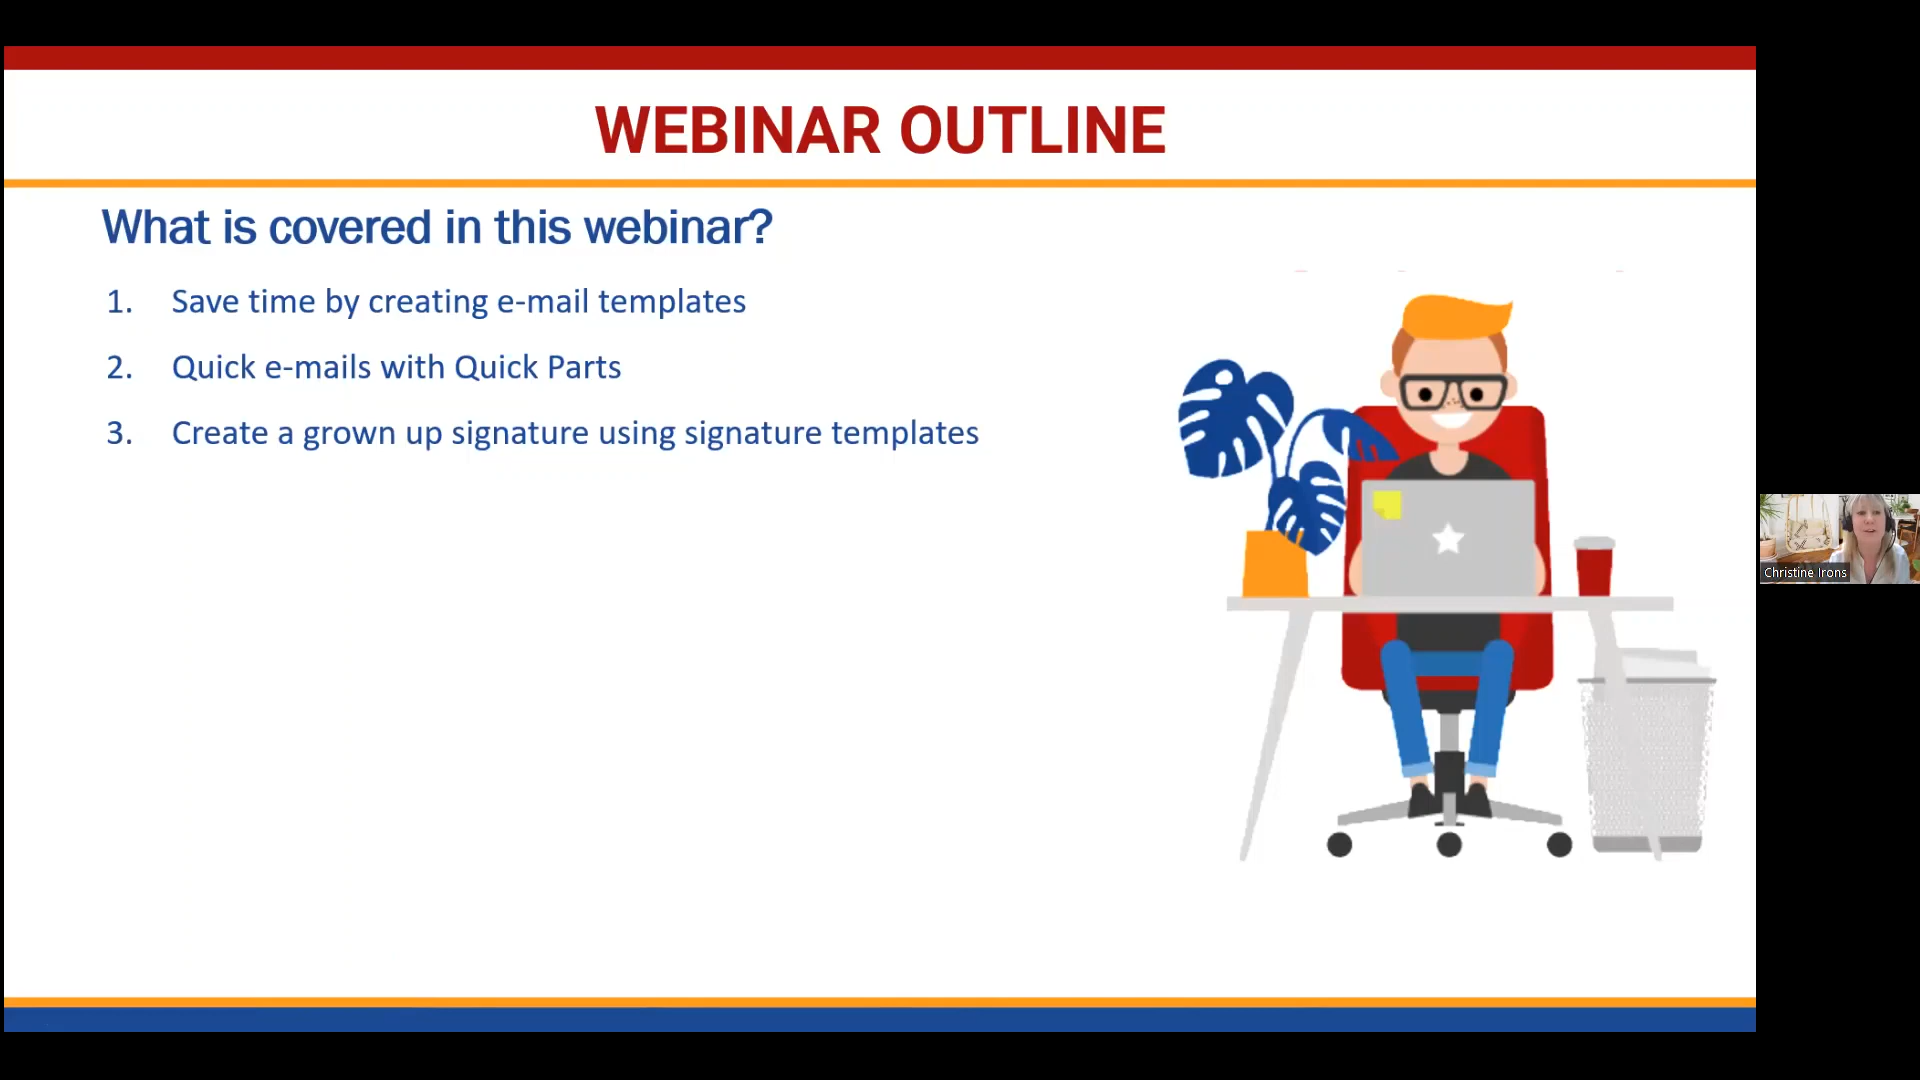 WEBINAR OUTLINE
What is covered in this webinar?
1. Save time by creating e-mail templates
2. Quick e-mails with Quick Parts
3. Create a grown up signature using signature templates
Christine Irons